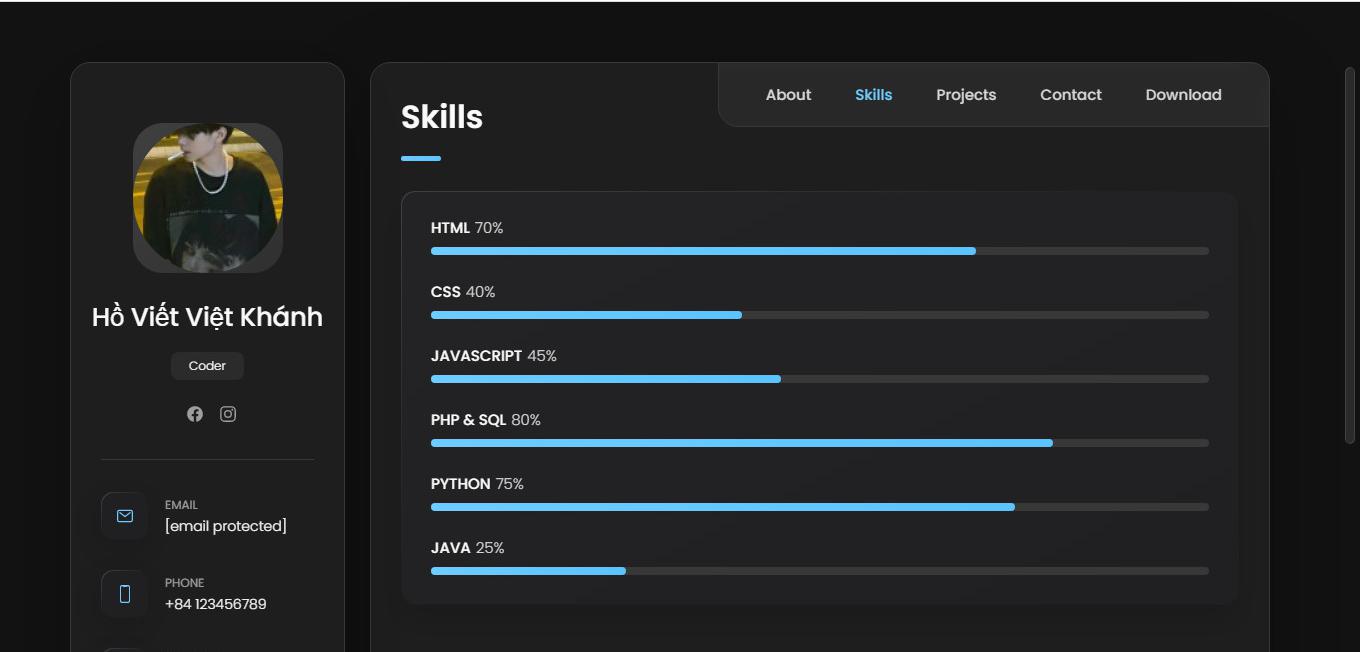 Hồ Viết Việt Khánh
Coder
EMAIL
[email protected]
PHONE
+84 123456789
About Skills Projects Contact Download
Skills
HTML 70%
CSS 40%
JAVASCRIPT 45%
PHP & SQL 80%
PYTHON 75%
JAVA 25%